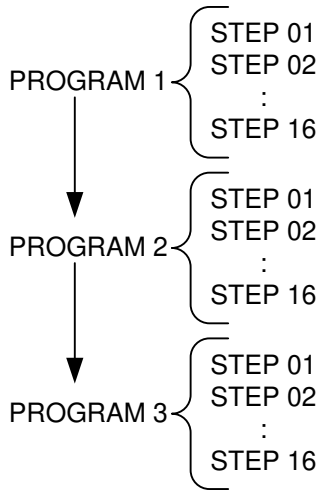 STEP 01
STEP 02
PROGRAM 1
:
STEP 16
STEP 01
STEP 02
PROGRAM 2
:
STEP 16
STEP 01
STEP 02
PROGRAM 3
:
STEP 16